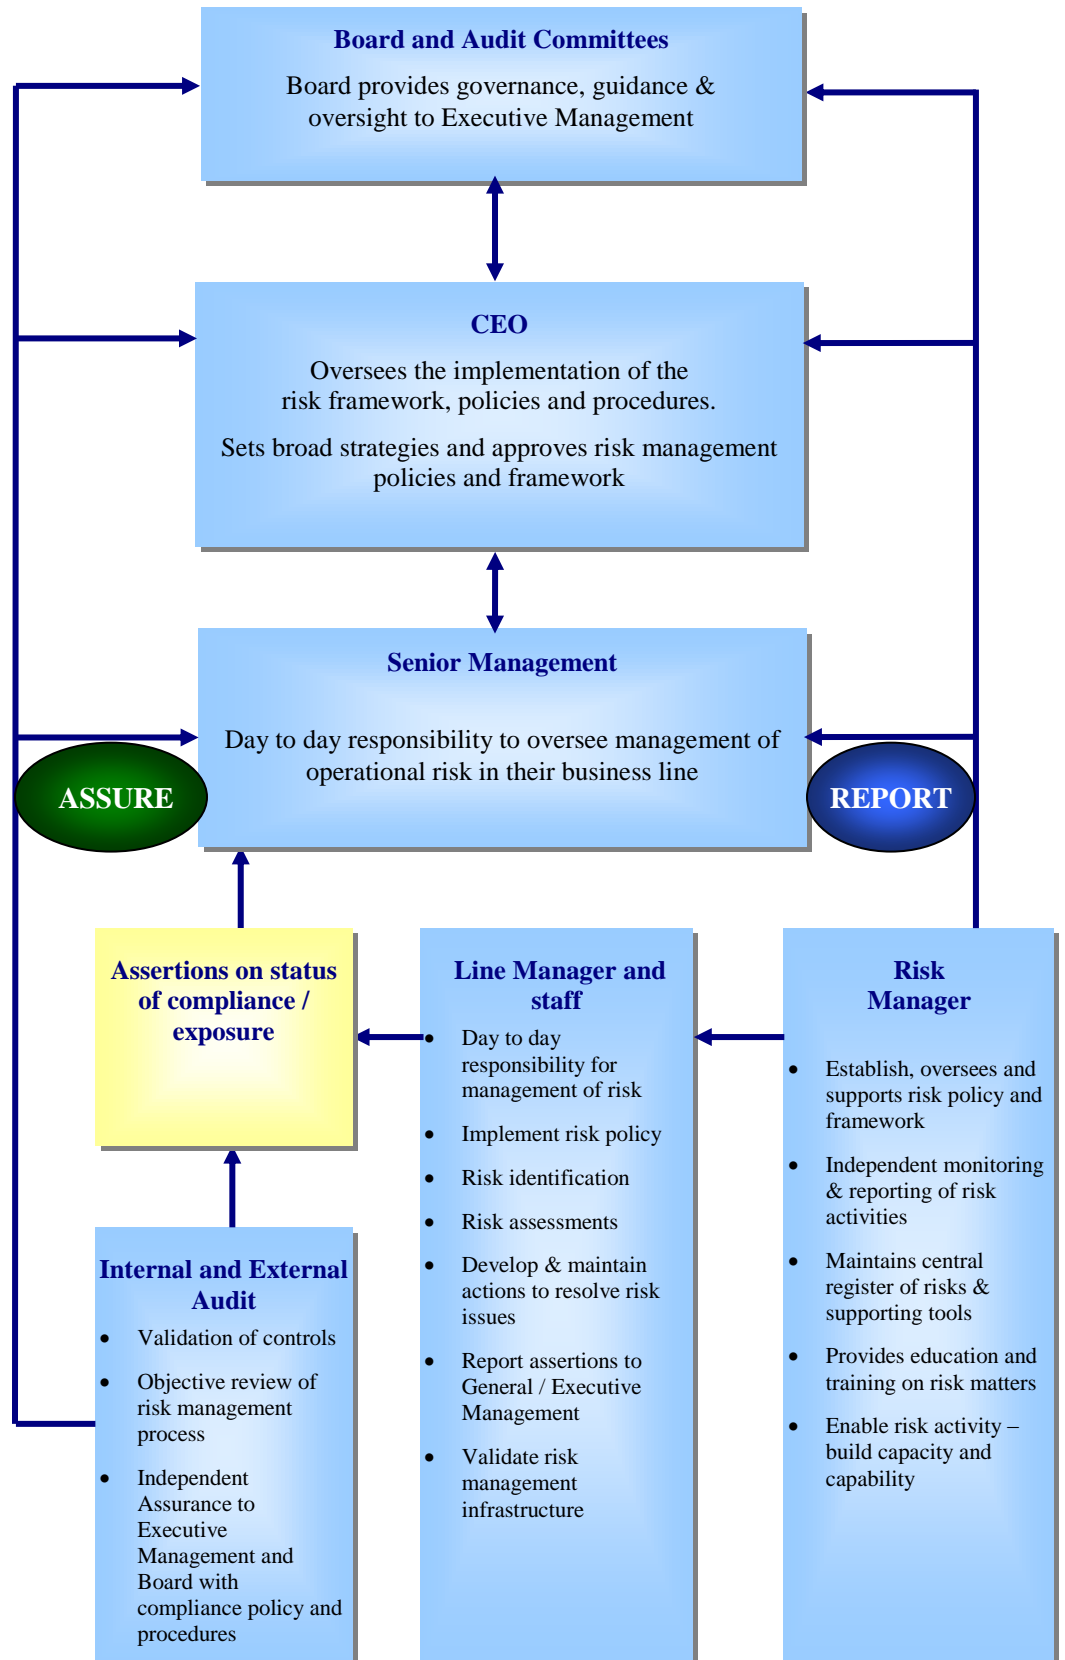 Board and Audit Committees
Board provides governance, guidance &
oversight to Executive Management
CEO
Oversees the implementation of the
risk framework, policies and procedures.
Sets broad strategies and approves risk management
policies and framework
Senior Management
Day to day responsibility to oversee management of
operational risk in their business line
ASSURE
REPORT
Assertions on status
of compliance /
exposure
Internal and External
Audit
• Validation of controls
• Objective review of
risk management
process
• Independent
Assurance to
Executive
Management and
Board with
compliance policy and
procedures
Line Manager and
staff
• Day to day
responsibility for
management of risk
• Implement risk policy
• Risk identification
• Risk assessments
• Develop & maintain
actions to resolve risk
issues
• Report assertions to
General / Executive
Management
• Validate risk
management
infrastructure
Risk
Manager
• Establish, oversees and
supports risk policy and
framework
• Independent monitoring
& reporting of risk
activities
• Maintains central
register of risks &
supporting tools
• Provides education and
training on risk matters
• Enable risk activity –
build capacity and
capability